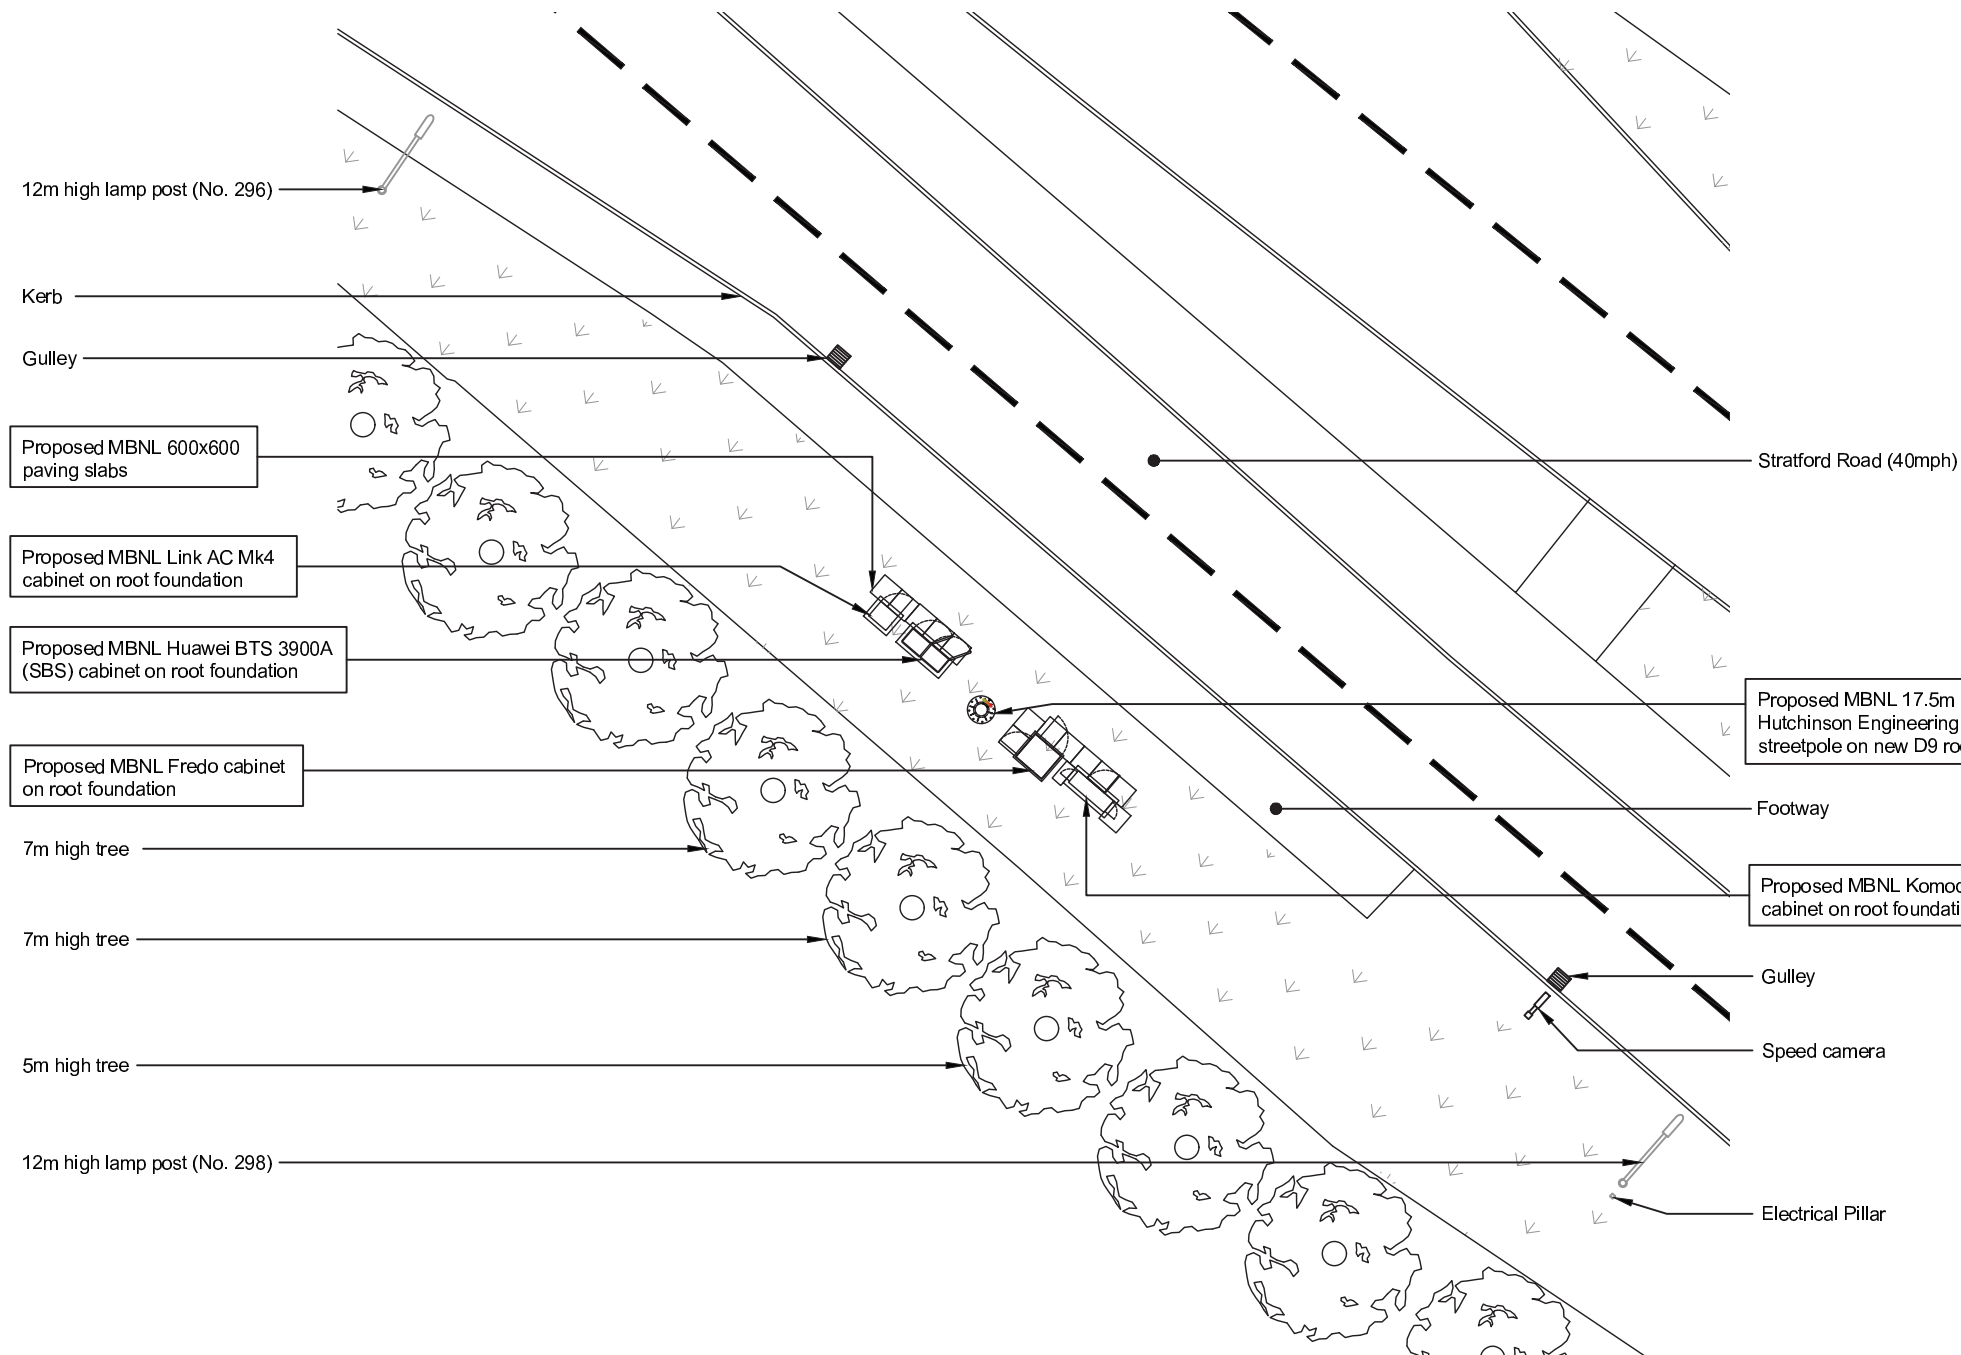 12m high lamp post (No. 296)
Kerb
Gulley
Proposed MBNL 600x600
paving slabs
Proposed MBNL Link AC Mk4
cabinet on root foundation
Proposed MBNL Huawei BTS 3900A
(SBS) cabinet on root foundation
Proposed MBNL Fredo cabinet
on root foundation
7m high tree
7m high tree
5m high tree
12m high lamp post (No. 298)
Stratford Road (40mph)
Proposed MBNL 17.5m
Hutchinson Engineering
streetpole on new D9
Footway
Proposed MBNL
cabinet on root
Gulley
Speed camera
Electrical Pillar